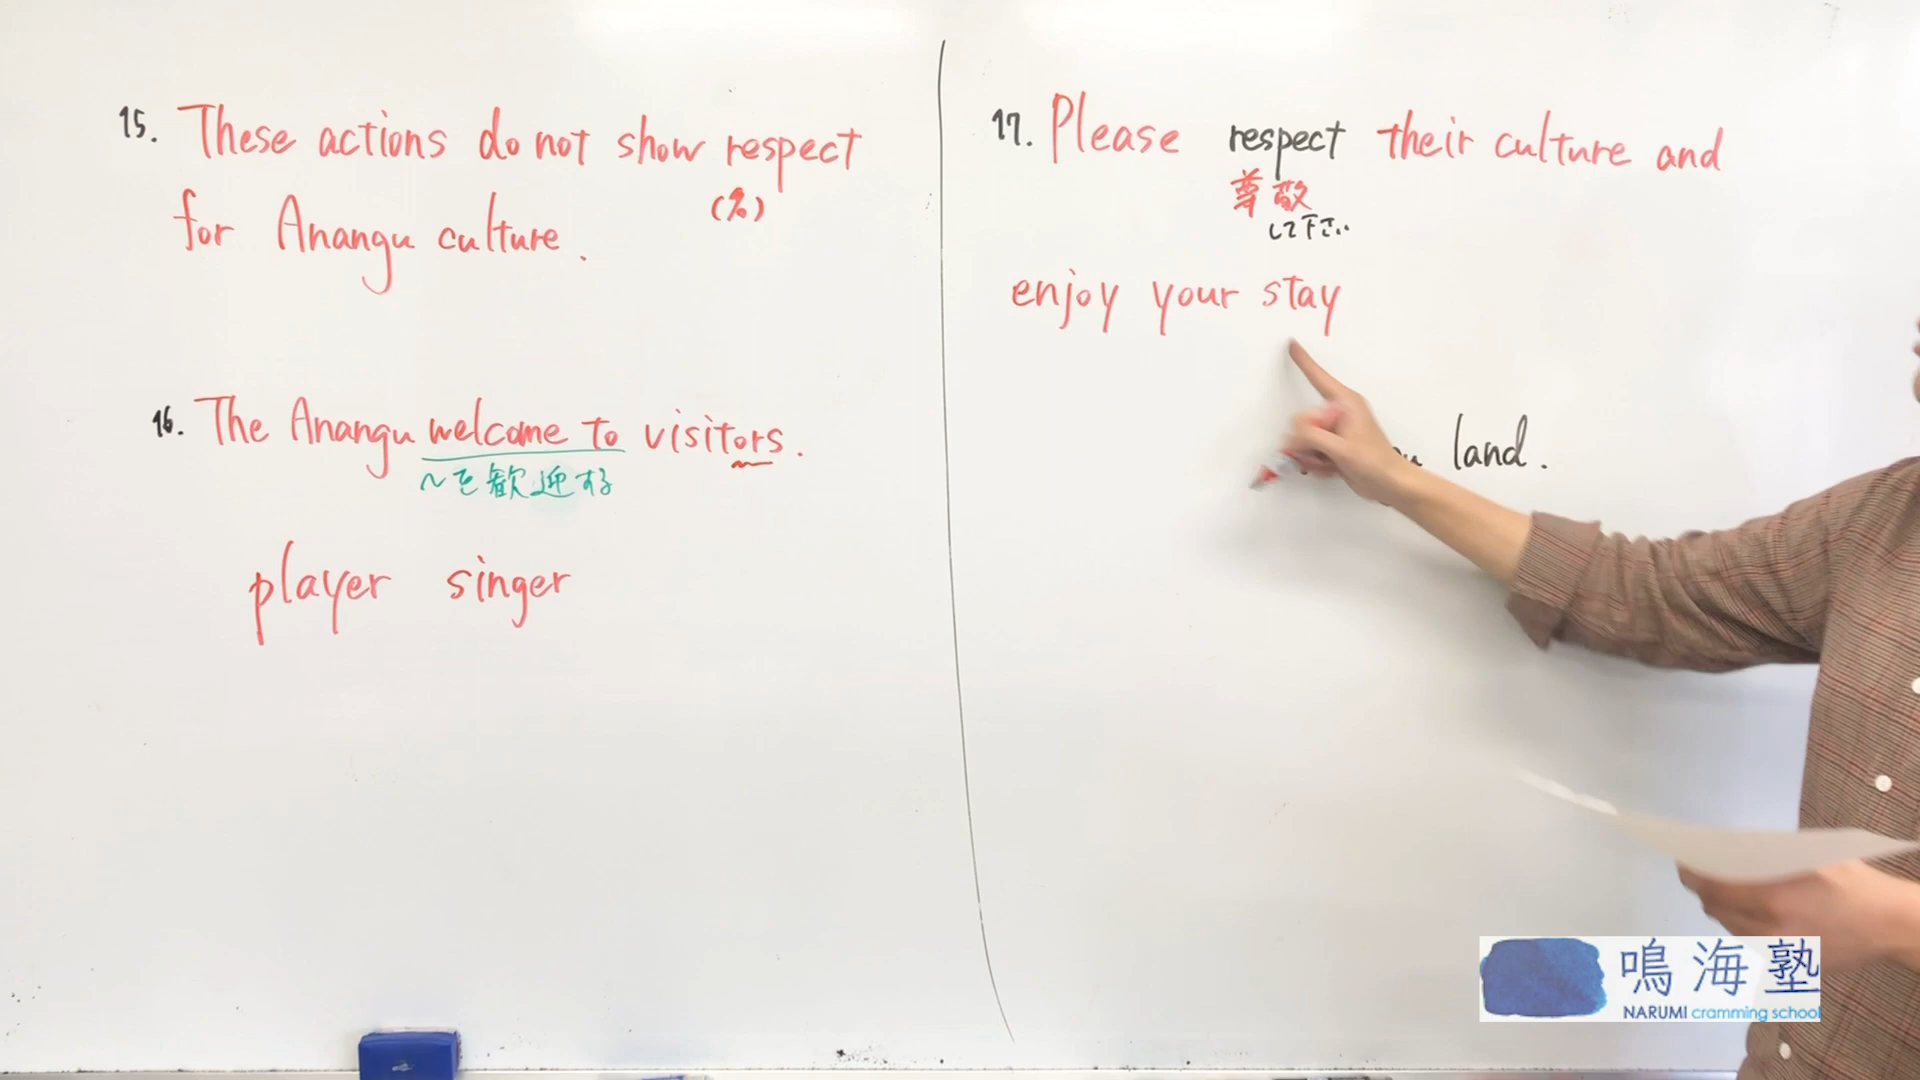 15. These actions do not show respect
(名)
for Anangu culture.
16. The Anangu welcome to visitors.
〜を歓迎する
player singer
17. Please respect their culture and
尊敬
して下さい
enjoy your stay
land.
鳴海塾
NARUMI cramming school